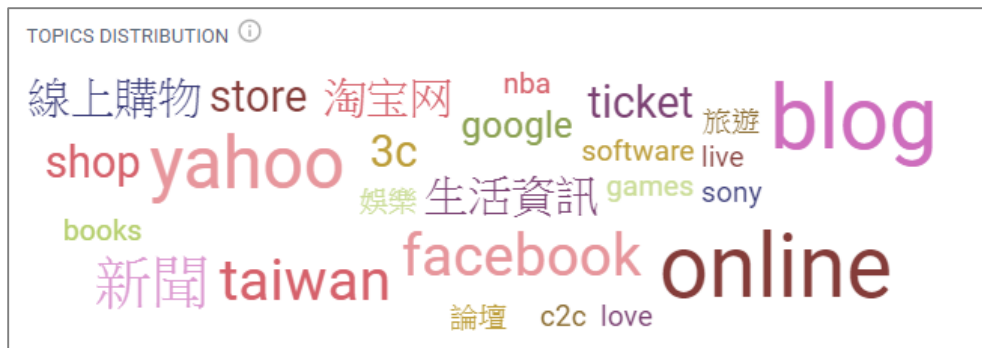 TOPICS DISTRIBUTION
線上購物 store 淘宝网 nba ticket blog
google 旅遊
shop yahoo 3c software live
娛樂 生活資訊 games sony
books
新聞 taiwan facebook online
論壇 c2c love